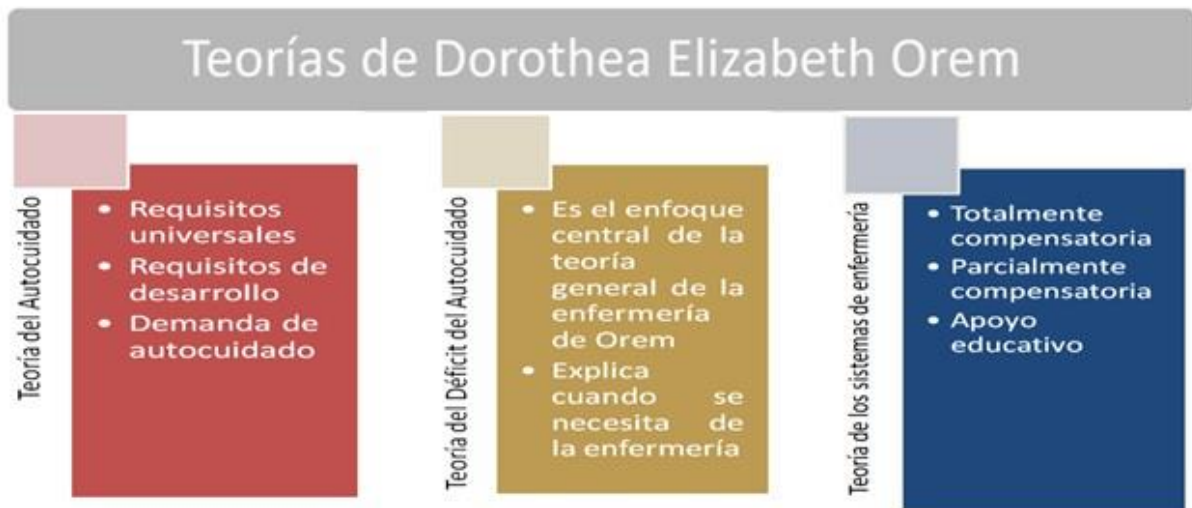 Teorías de Dorothea Elizabeth Orem
Teoría del Autocuidado
• Requisitos
universales
• Requisitos de
desarrollo
• Demanda de
autocuidado
Teoría del Déficit del Autocuidado
• Es el enfoque
central de la
teoría
general de la
enfermería
de Orem
• Explica
cuando se
necesita de
la enfermería
Teoría de los sistemas de enfermería
• Totalmente
compensatoria
• Parcialmente
compensatoria
• Apoyo
educativo